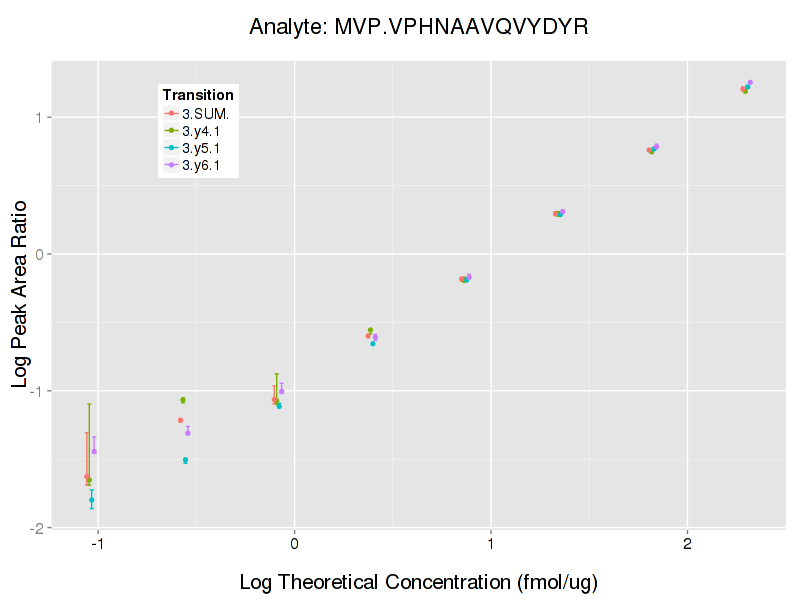 Analyte: MVP.VPHNAAVQVYDYR
Transition
3.SUM.
3.y4.1
3.y5.1
3.y6.1
Log Peak Area Ratio
1
0
-1
-2
-1
0
1
2
Log Theoretical Concentration (fmol/ug)